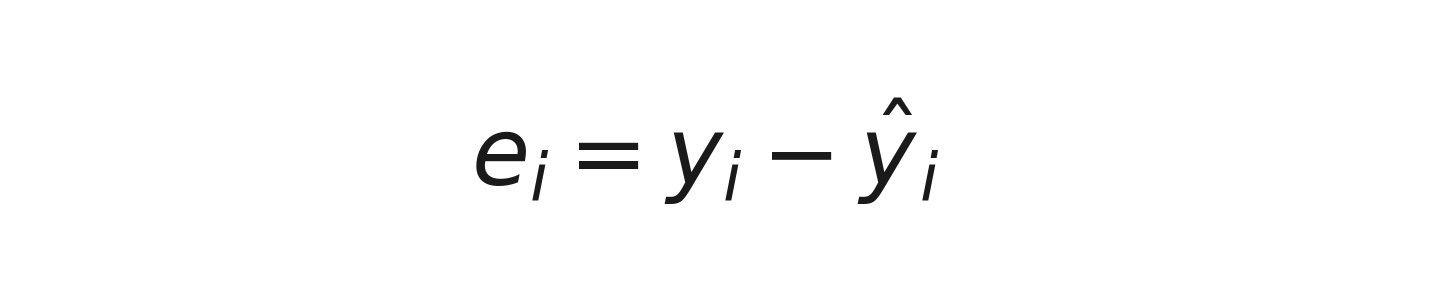 eᵢ = yᵢ − ŷᵢ